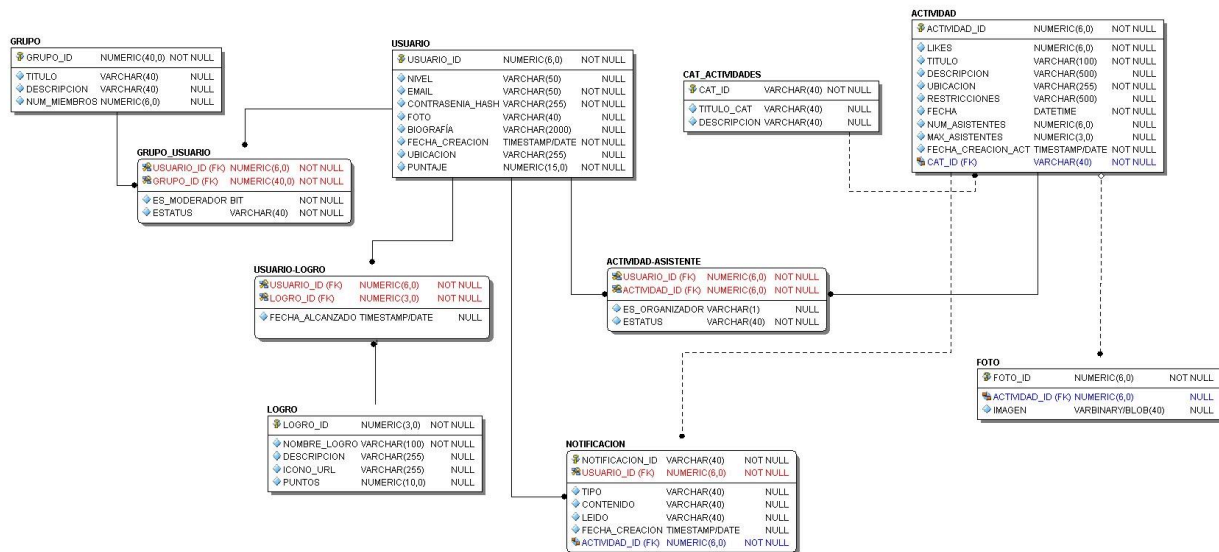 GRUPO
GRUPO_ID NUMERIC(40,0) NOT NULL
TITULO VARCHAR(40) NULL
DESCRIPCION VARCHAR(40) NULL
NUM_MIEMBROS NUMERIC(6,0) NULL
GRUPO_USUARIO
USUARIO_ID (FK) NUMERIC(6,0) NOT NULL
GRUPO_ID (FK) NUMERIC(40,0) NOT NULL
ES_MODERADOR BIT NOT NULL
ESTATUS VARCHAR(40) NOT NULL
USUARIO
USUARIO_ID NUMERIC(6,0) NOT NULL
NIVEL VARCHAR(50) NULL
EMAIL VARCHAR(50) NOT NULL
CONTRASENIA_HASH VARCHAR(255) NOT NULL
FOTO VARCHAR(40) NULL
BIOGRAFÍA VARCHAR(2000) NULL
FECHA_CREACION TIMESTAMP/DATE NOT NULL
UBICACION VARCHAR(255) NULL
PUNTAJE NUMERIC(15,0) NOT NULL
CAT_ACTIVIDADES
CAT_ID VARCHAR(40) NOT NULL
TITULO_CAT VARCHAR(40) NULL
DESCRIPCION VARCHAR(40) NULL
ACTIVIDAD
ACTIVIDAD_ID NUMERIC(6,0) NOT NULL
LIKES NUMERIC(6,0) NOT NULL
TITULO VARCHAR(100) NOT NULL
DESCRIPCION VARCHAR(500) NULL
UBICACION VARCHAR(255) NOT NULL
RESTRICCIONES VARCHAR(500) NULL
FECHA DATETIME NOT NULL
NUM_ASISTENTES NUMERIC(6,0) NULL
MAX_ASISTENTES NUMERIC(3,0) NULL
FECHA_CREACION_ACT TIMESTAMP/DATE NOT NULL
CAT_ID (FK) VARCHAR(40) NOT NULL
USUARIO-LOGRO
USUARIO_ID (FK) NUMERIC(6,0) NOT NULL
LOGRO_ID (FK) NUMERIC(3,0) NOT NULL
FECHA_ALCANZADO TIMESTAMP/DATE NULL
ACTIVIDAD-ASISTENTE
USUARIO_ID (FK) NUMERIC(6,0) NOT NULL
ACTIVIDAD_ID (FK) NUMERIC(6,0) NOT NULL
ES_ORGANIZADOR VARCHAR(1) NULL
ESTATUS VARCHAR(40) NOT NULL
FOTO
FOTO_ID NUMERIC(6,0) NOT NULL
ACTIVIDAD_ID (FK) NUMERIC(6,0) NULL
IMAGEN VARBINARY/BLOB(40) NULL
LOGRO
LOGRO_ID NUMERIC(3,0) NOT NULL
NOMBRE_LOGRO VARCHAR(100) NOT NULL
DESCRIPCION VARCHAR(255) NULL
ICONO_URL VARCHAR(255) NULL
PUNTOS NUMERIC(10,0) NULL
NOTIFICACION
NOTIFICACION_ID VARCHAR(40) NOT NULL
USUARIO_ID (FK) NUMERIC(6,0) NOT NULL
TIPO VARCHAR(40) NULL
CONTENIDO VARCHAR(40) NULL
LEIDO VARCHAR(40) NULL
FECHA_CREACION TIMESTAMP/DATE NULL
ACTIVIDAD_ID (FK) NUMERIC(6,0) NOT NULL